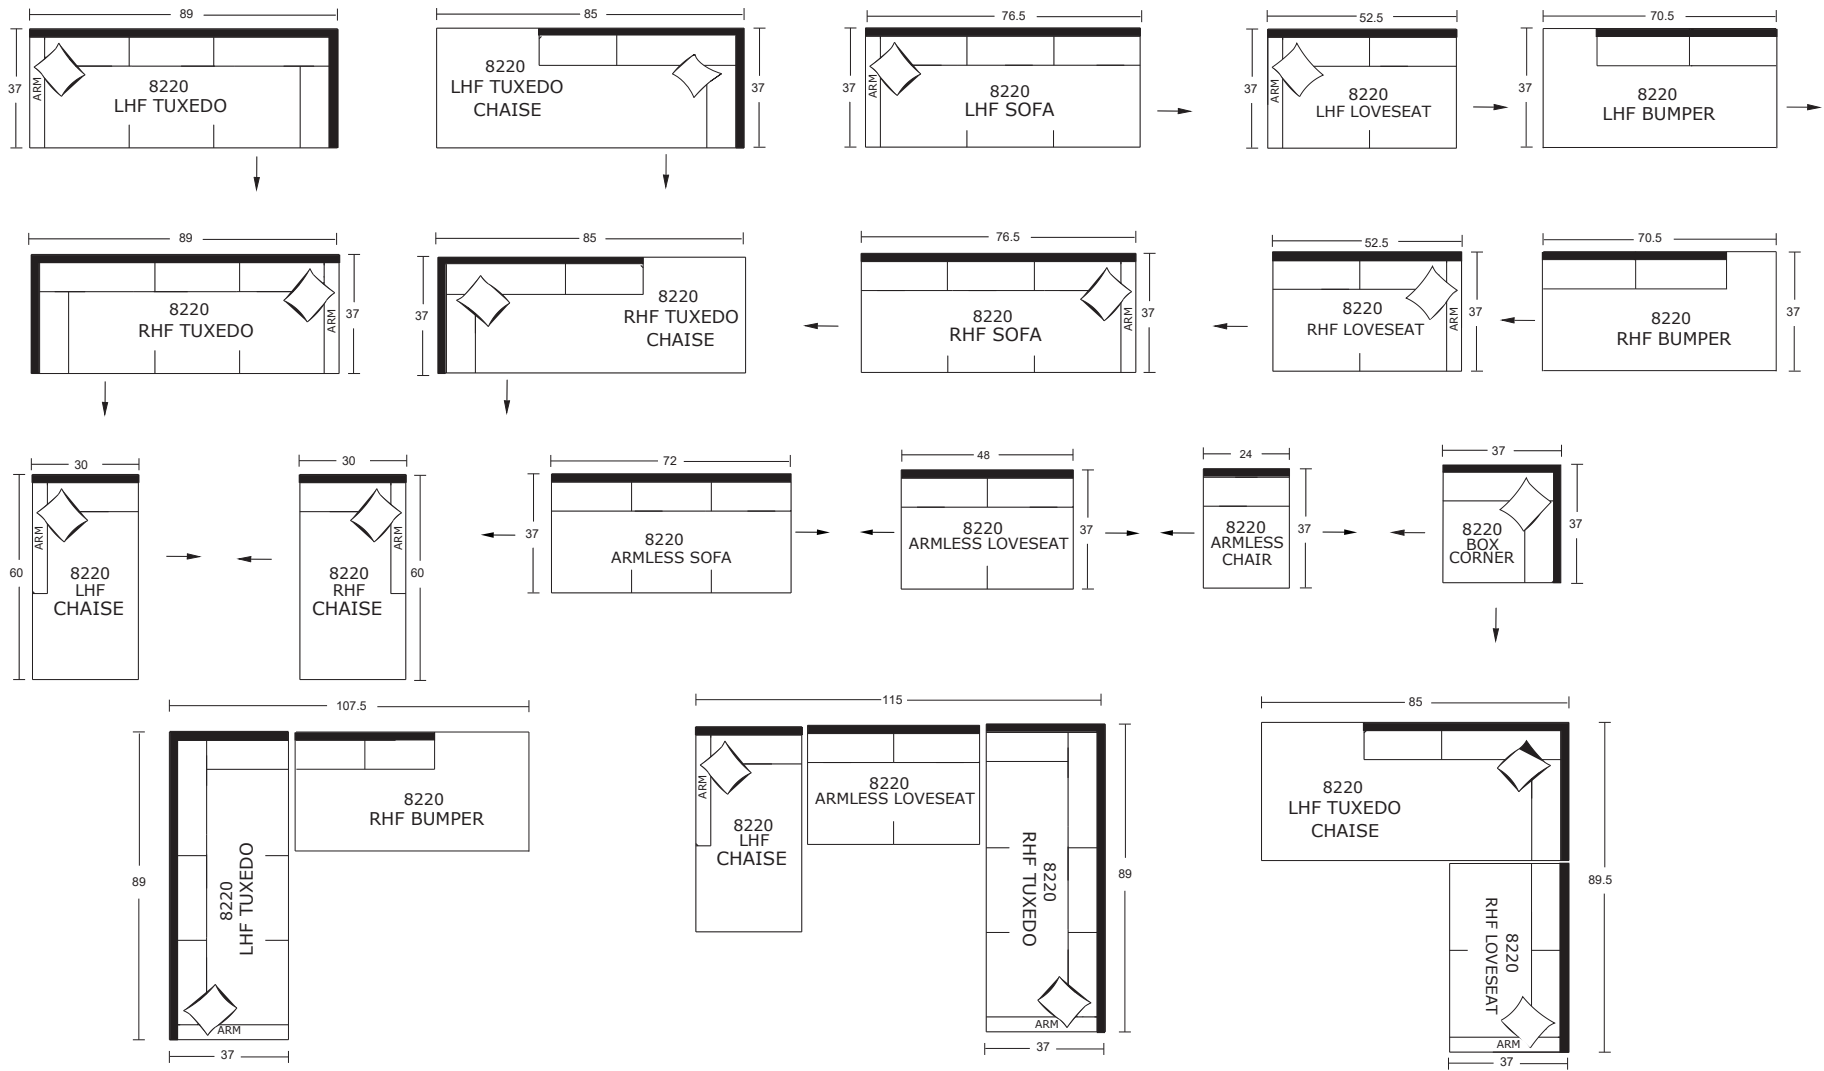 89
37
ARM
8220
LHF TUXEDO
85
37
8220
LHF TUXEDO
CHAISE
76.5
37
ARM
8220
LHF SOFA
52.5
37
ARM
8220
LHF LOVESEAT
70.5
37
8220
LHF BUMPER
89
37
ARM
8220
RHF TUXEDO
85
37
8220
RHF TUXEDO
CHAISE
76.5
37
ARM
8220
RHF SOFA
52.5
37
ARM
8220
RHF LOVESEAT
70.5
37
8220
RHF BUMPER
30
60
ARM
8220
LHF
CHAISE
30
60
ARM
8220
RHF
CHAISE
72
37
8220
ARMLESS SOFA
48
37
8220
ARMLESS LOVESEAT
24
37
8220
ARMLESS
CHAIR
37
37
8220
BOX
CORNER
107.5
89
8220
LHF TUXEDO
ARM
37
8220
RHF BUMPER
115
ARM
8220
LHF
CHAISE
8220
ARMLESS LOVESEAT
8220
RHF TUXEDO
ARM
89
37
85
8220
LHF TUXEDO
CHAISE
89.5
8220
RHF LOVESEAT
ARM
37